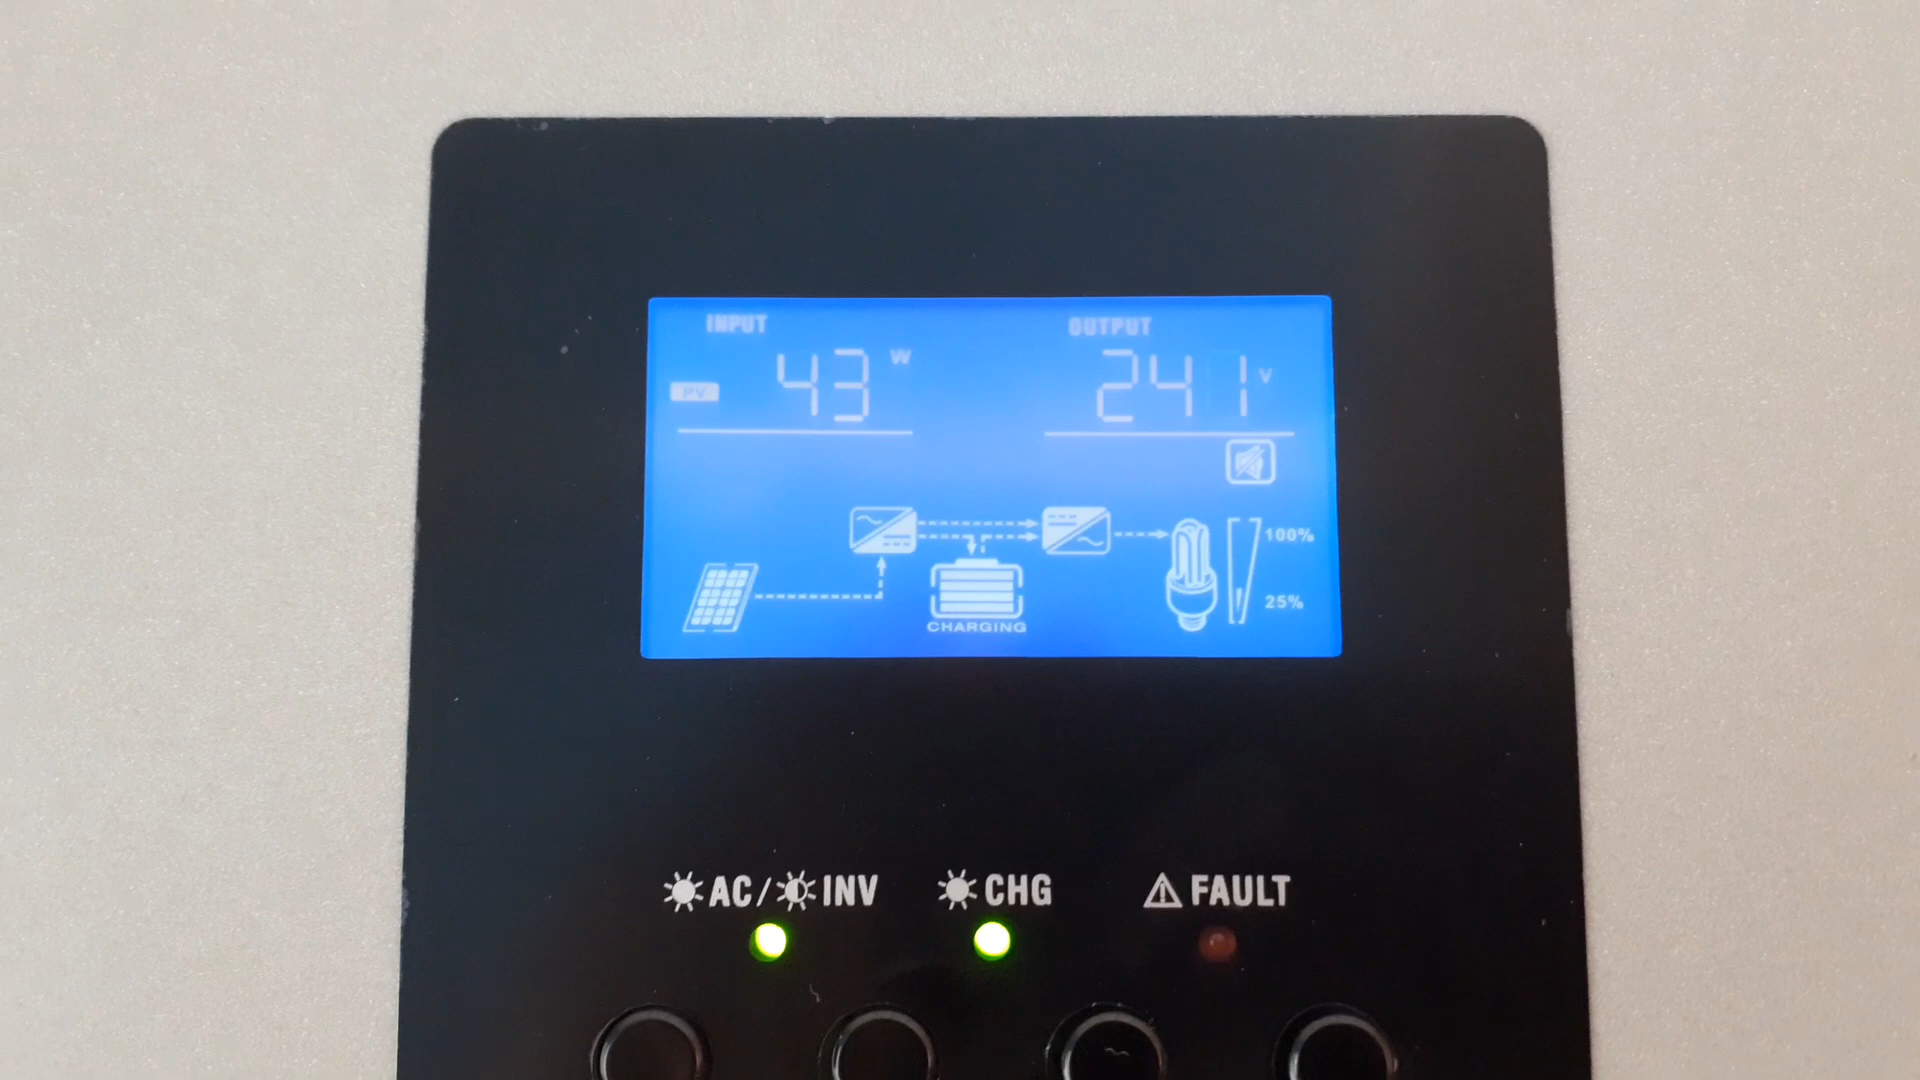 INPUT
OUTPUT
43 W
241 V
PV
100%
25%
CHARGING
AC/ INV
CHG
FAULT